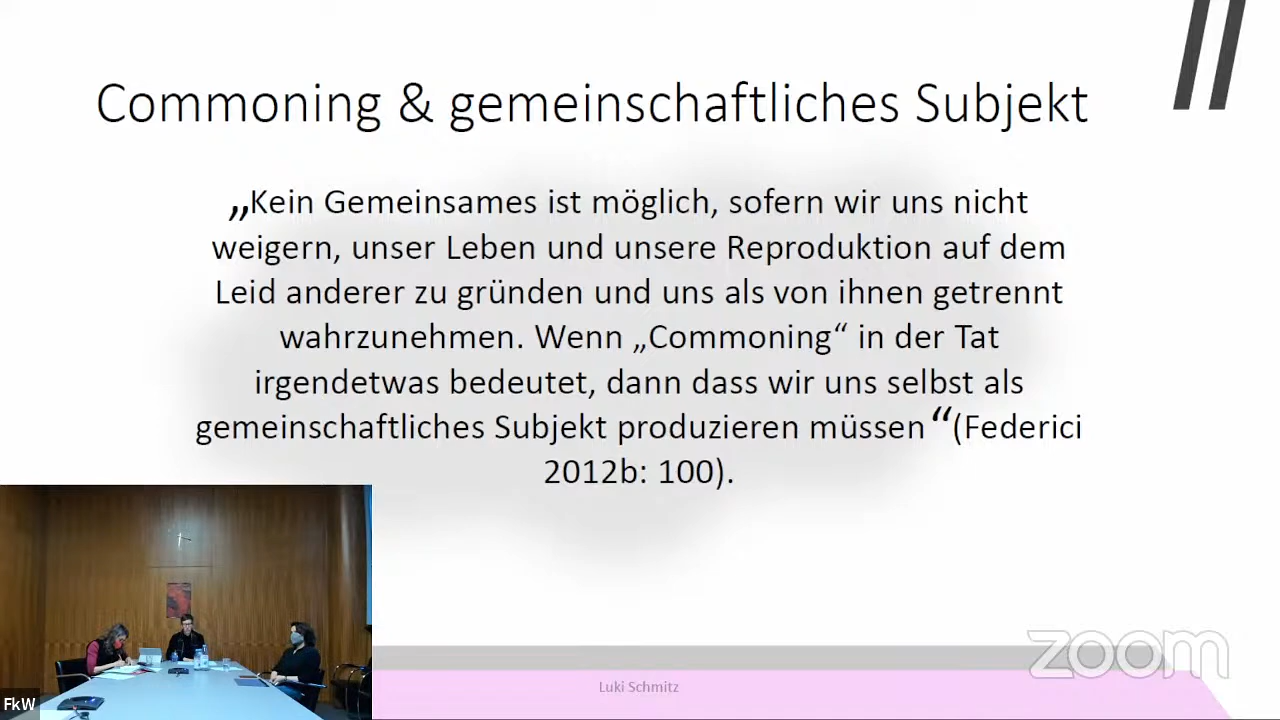 Commoning & gemeinschaftliches Subjekt
„Kein Gemeinsames ist möglich, sofern wir uns nicht
weigern, unser Leben und unsere Reproduktion auf dem
Leid anderer zu gründen und uns als von ihnen getrennt
wahrzunehmen. Wenn „Commoning“ in der Tat
irgendetwas bedeutet, dann dass wir uns selbst als
gemeinschaftliches Subjekt produzieren müssen“(Federici
2012b: 100).
zoom
Luki Schmitz
FkW